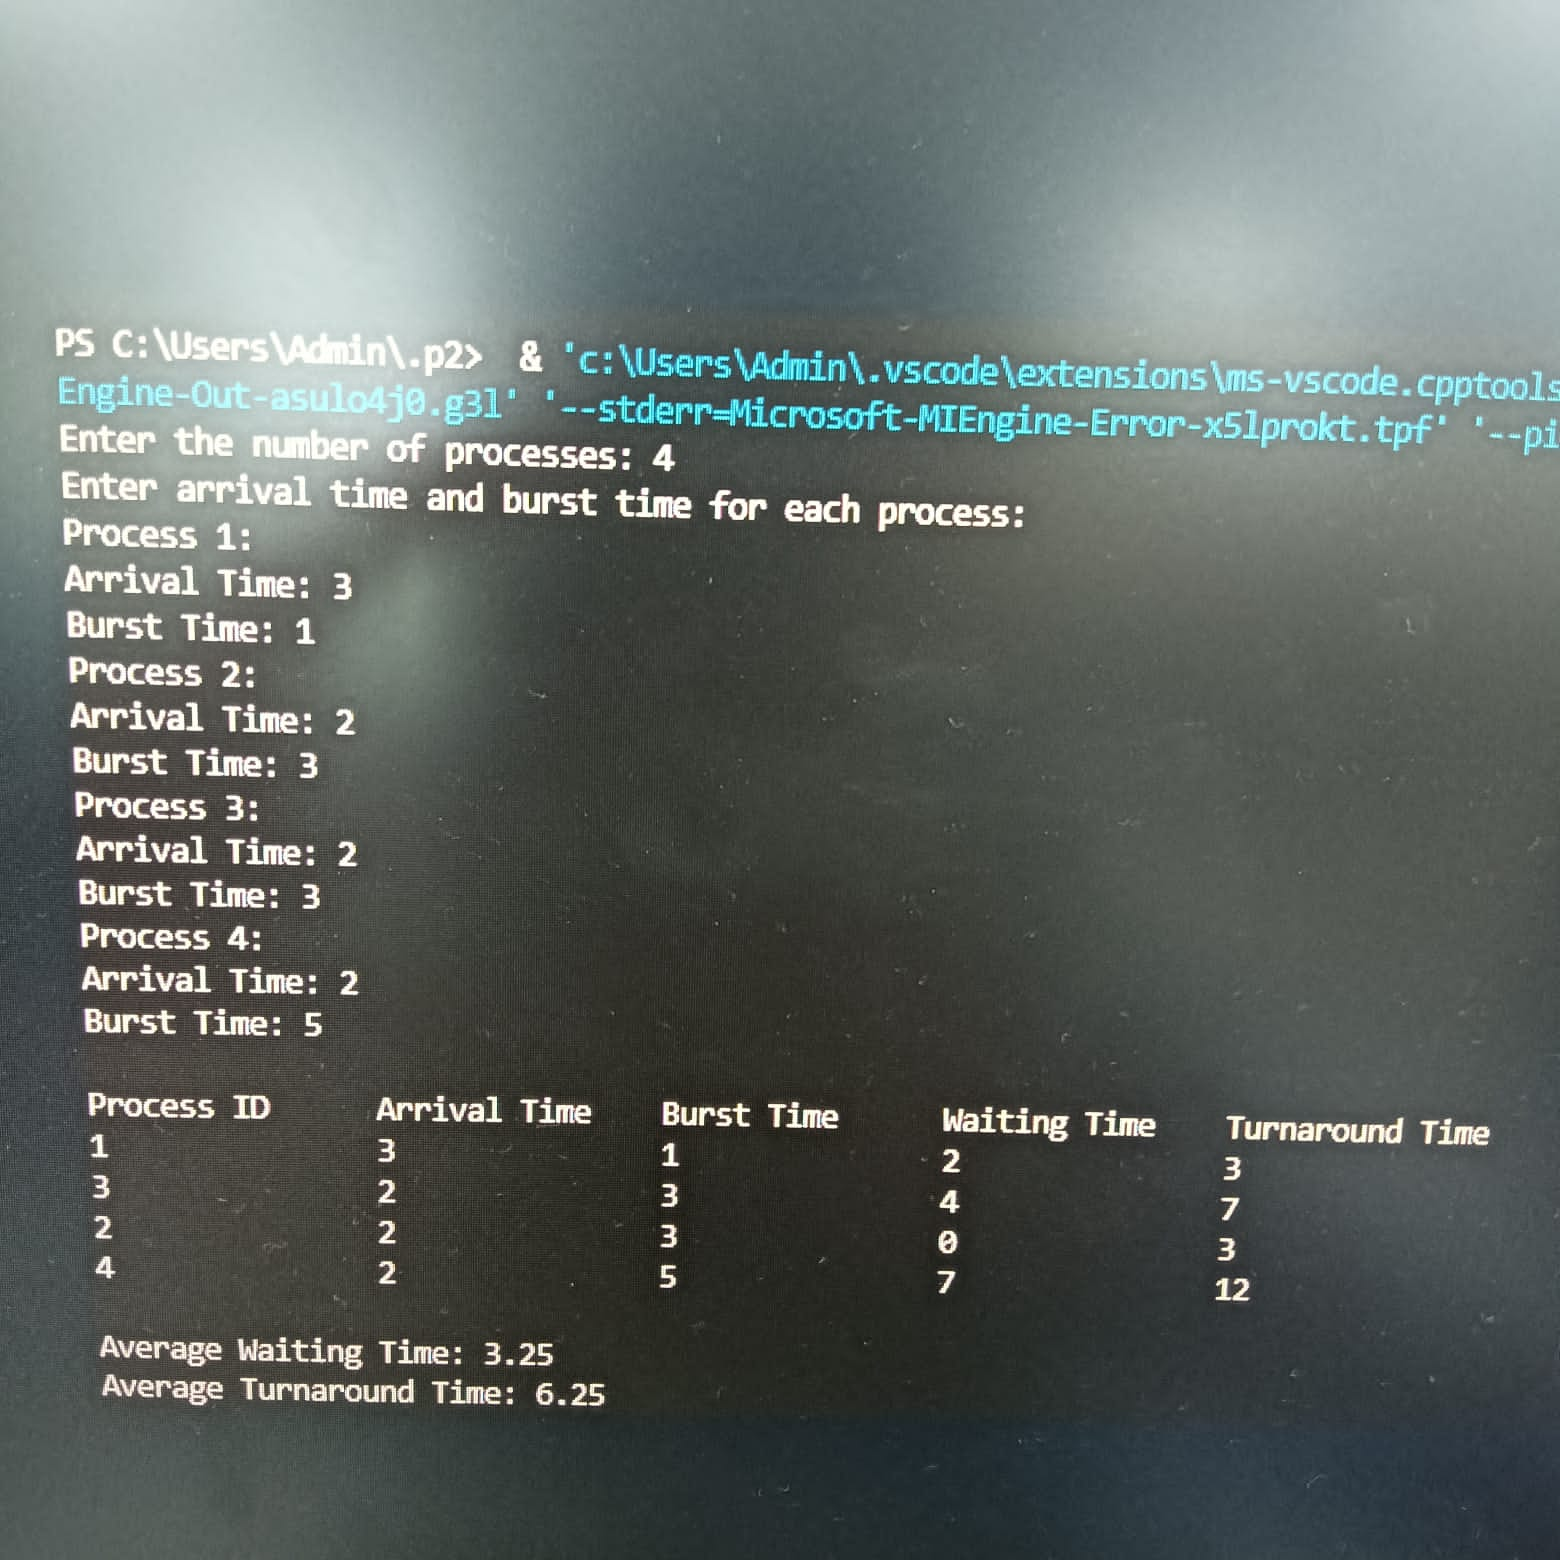 PS C:\Users\Admin\.p2>  & 'c:\Users\Admin\.vscode\extensions\ms-vscode.cpptools
Engine-Out-asulo4j0.g3l' '--stderr=Microsoft-MIEngine-Error-x5lprokt.tpf' '--pi
Enter the number of processes: 4
Enter arrival time and burst time for each process:
Process 1:
Arrival Time: 3
Burst Time: 1
Process 2:
Arrival Time: 2
Burst Time: 3
Process 3:
Arrival Time: 2
Burst Time: 3
Process 4:
Arrival Time: 2
Burst Time: 5
Process ID Arrival Time Burst Time Waiting Time Turnaround Time
1 3 1 2 3
3 2 3 4 7
2 2 3 0 3
4 2 5 7 12
Average Waiting Time: 3.25
Average Turnaround Time: 6.25